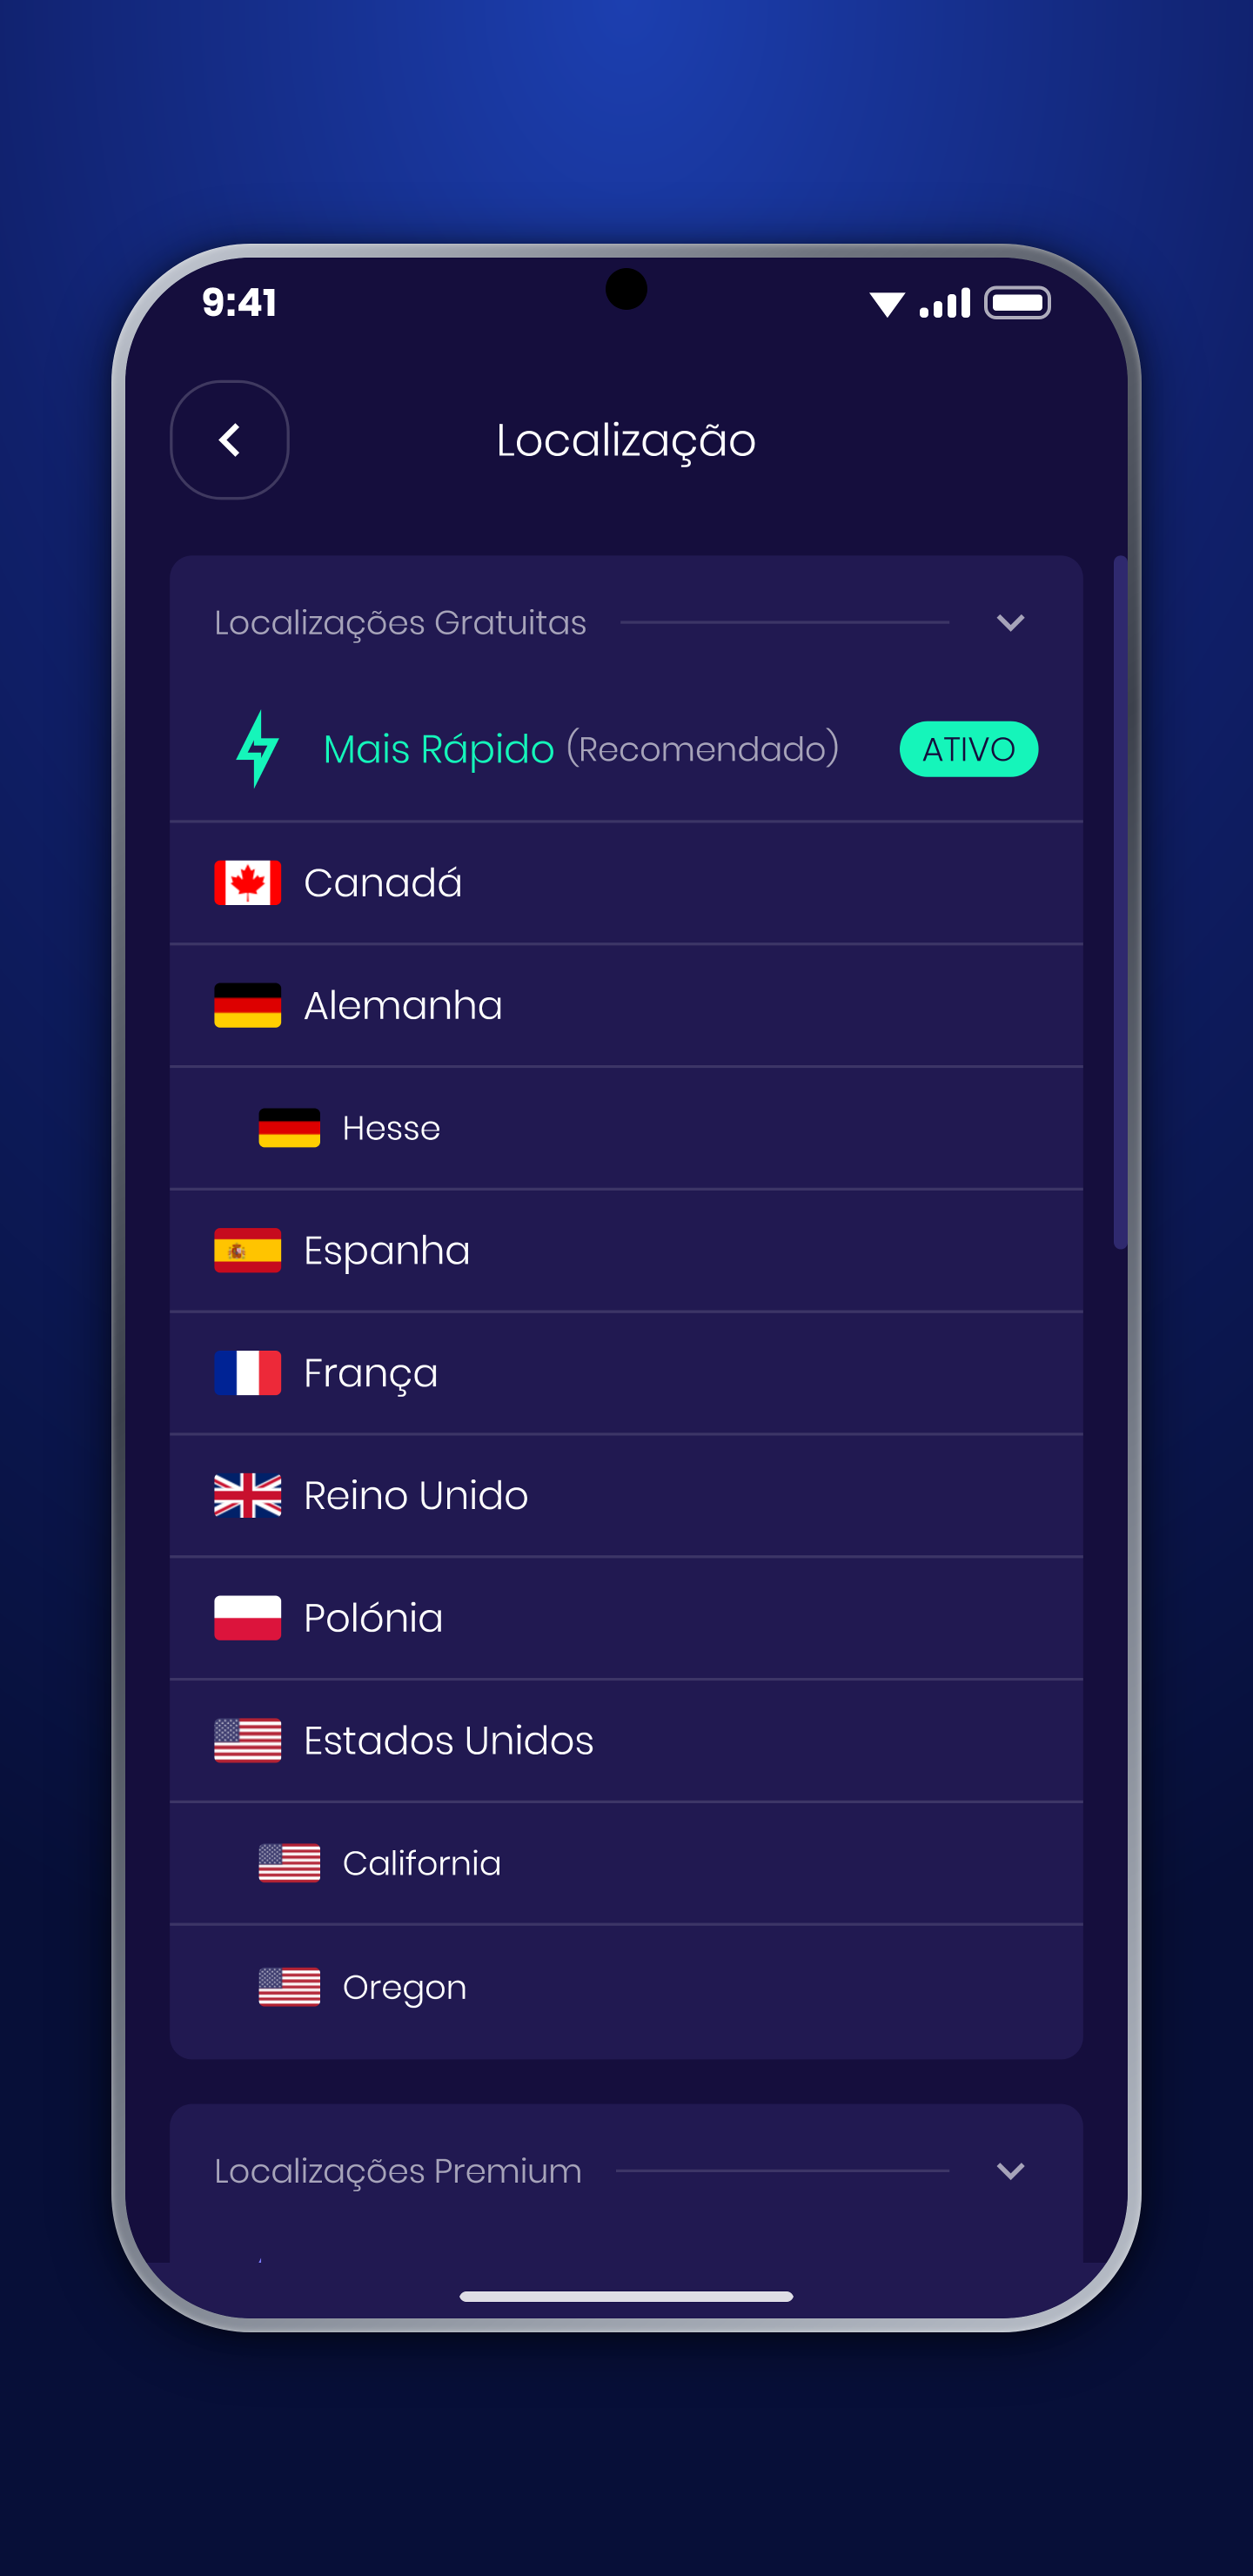 9:41
Localização
Localizações Gratuitas
Mais Rápido (Recomendado) ATIVO
Canadá
Alemanha
Hesse
Espanha
França
Reino Unido
Polónia
Estados Unidos
California
Oregon
Localizações Premium